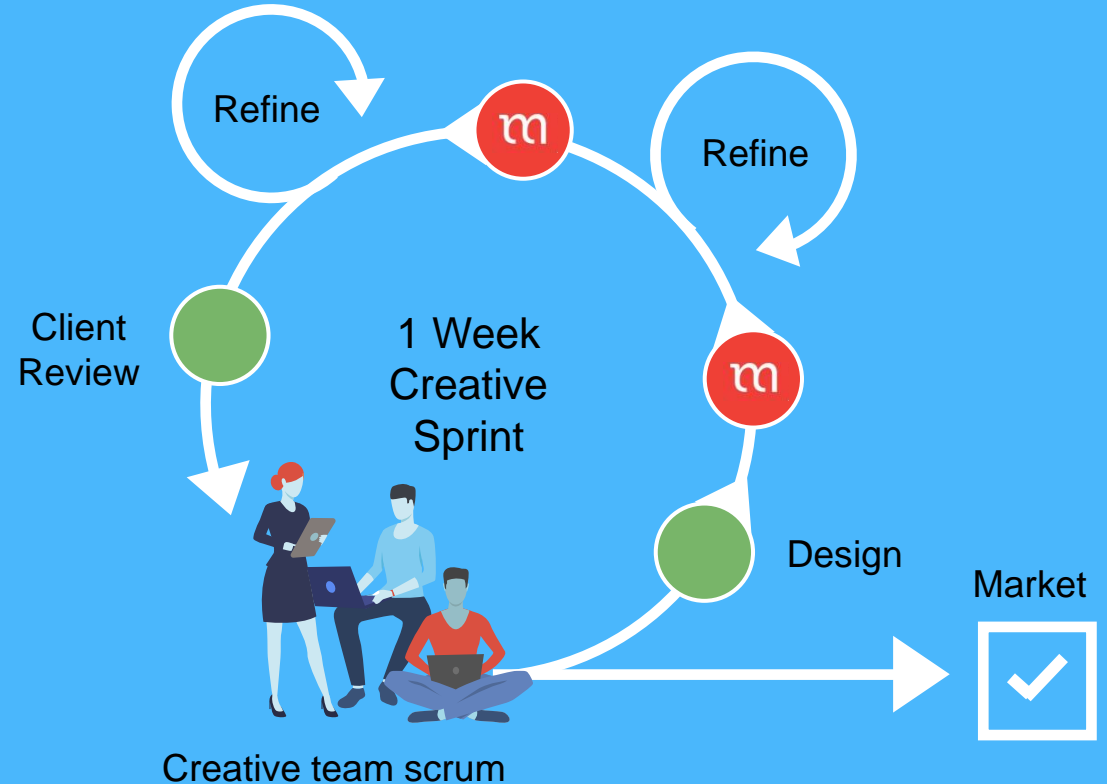 Refine
m
Refine
Client
Review
1 Week
Creative
Sprint
m
Design
Market
Creative team scrum